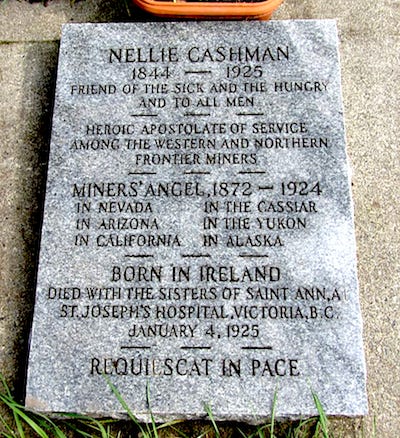 NELLIE CASHMAN
1844 — 1925
FRIEND OF THE SICK AND THE HUNGRY
AND TO ALL MEN
HEROIC APOSTOLATE OF SERVICE
AMONG THE WESTERN AND NORTHERN
FRONTIER MINERS
MINERS' ANGEL, 1872 — 1924
IN NEVADA IN THE CASSIAR
IN ARIZONA IN THE YUKON
IN CALIFORNIA IN ALASKA
BORN IN IRELAND
DIED WITH THE SISTERS OF SAINT ANN, AT
ST. JOSEPH'S HOSPITAL, VICTORIA, B.C.
JANUARY 4, 1925
REQUIESCAT IN PACE